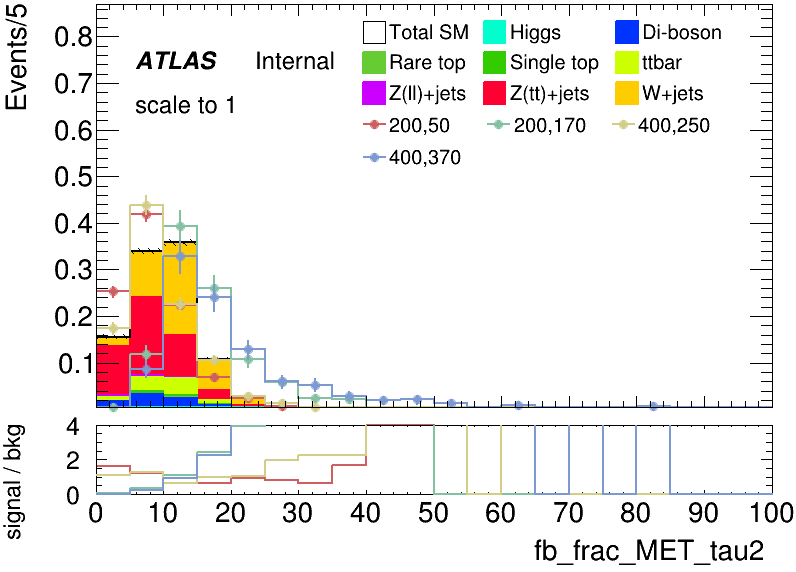 Events/5
0.8
0.7
0.6
0.5
0.4
0.3
0.2
0.1
ATLAS Internal
scale to 1
Total SM Higgs Di-boson
Rare top Single top ttbar
Z(ll)+jets Z(tt)+jets W+jets
200,50 200,170 400,250
400,370
signal / bkg
4
2
0
0 10 20 30 40 50 60 70 80 90 100
fb_frac_MET_tau2